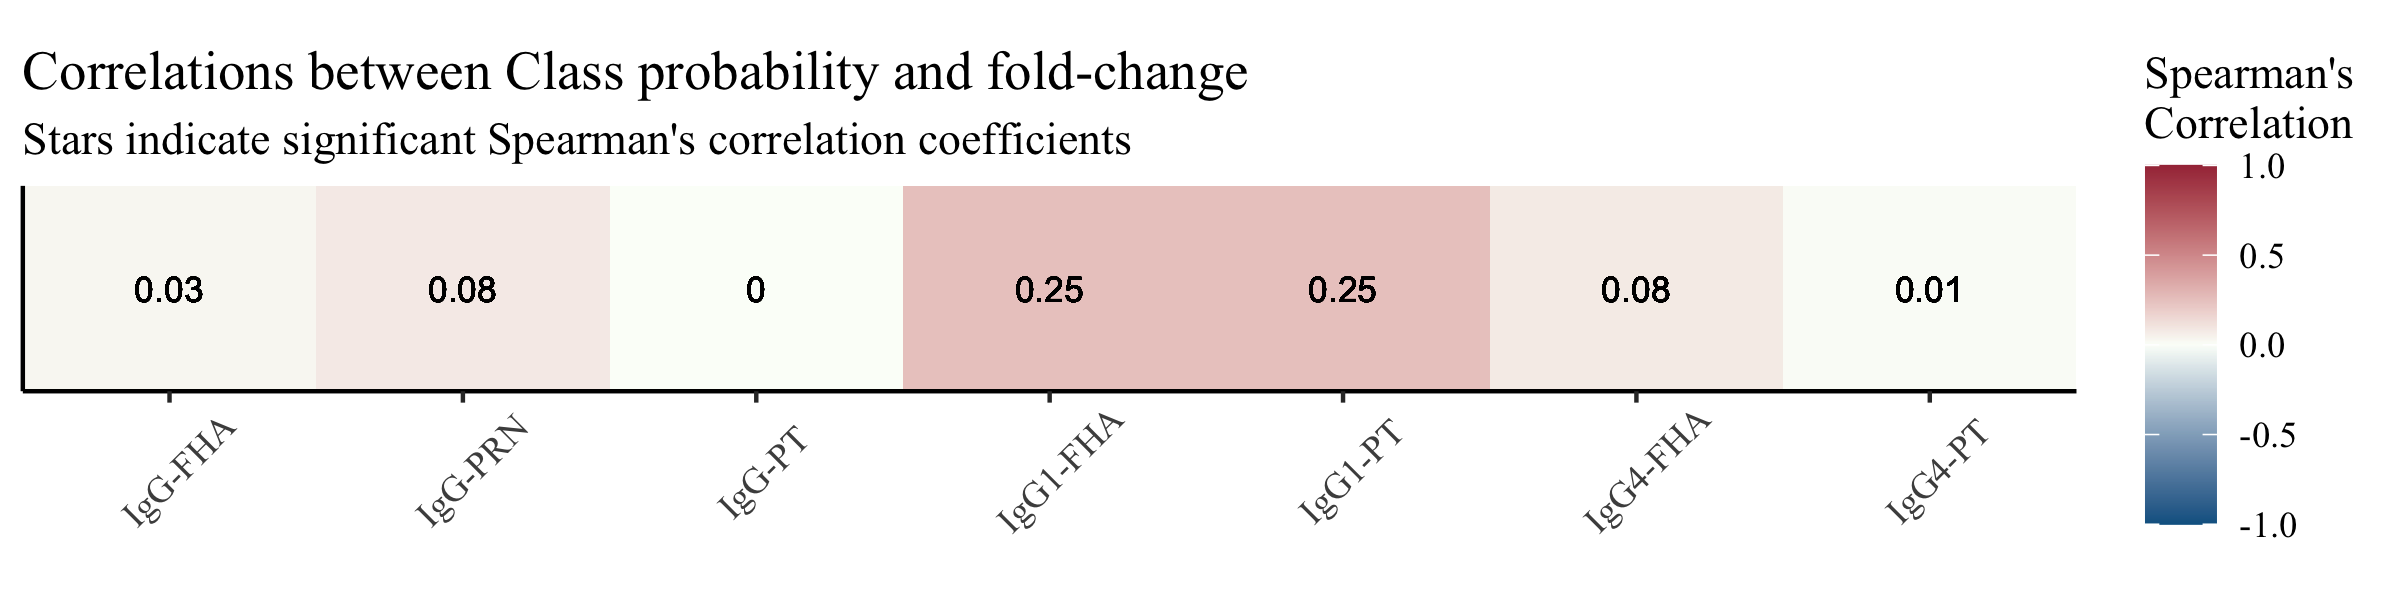 Correlations between Class probability and fold-change
Stars indicate significant Spearman's correlation coefficients
0.03 0.08 0 0.25 0.25 0.08 0.01
IgG-FHA IgG-PRN IgG-PT IgG1-FHA IgG1-PT IgG4-FHA IgG4-PT
Spearman's
Correlation
1.0
0.5
0.0
-0.5
-1.0